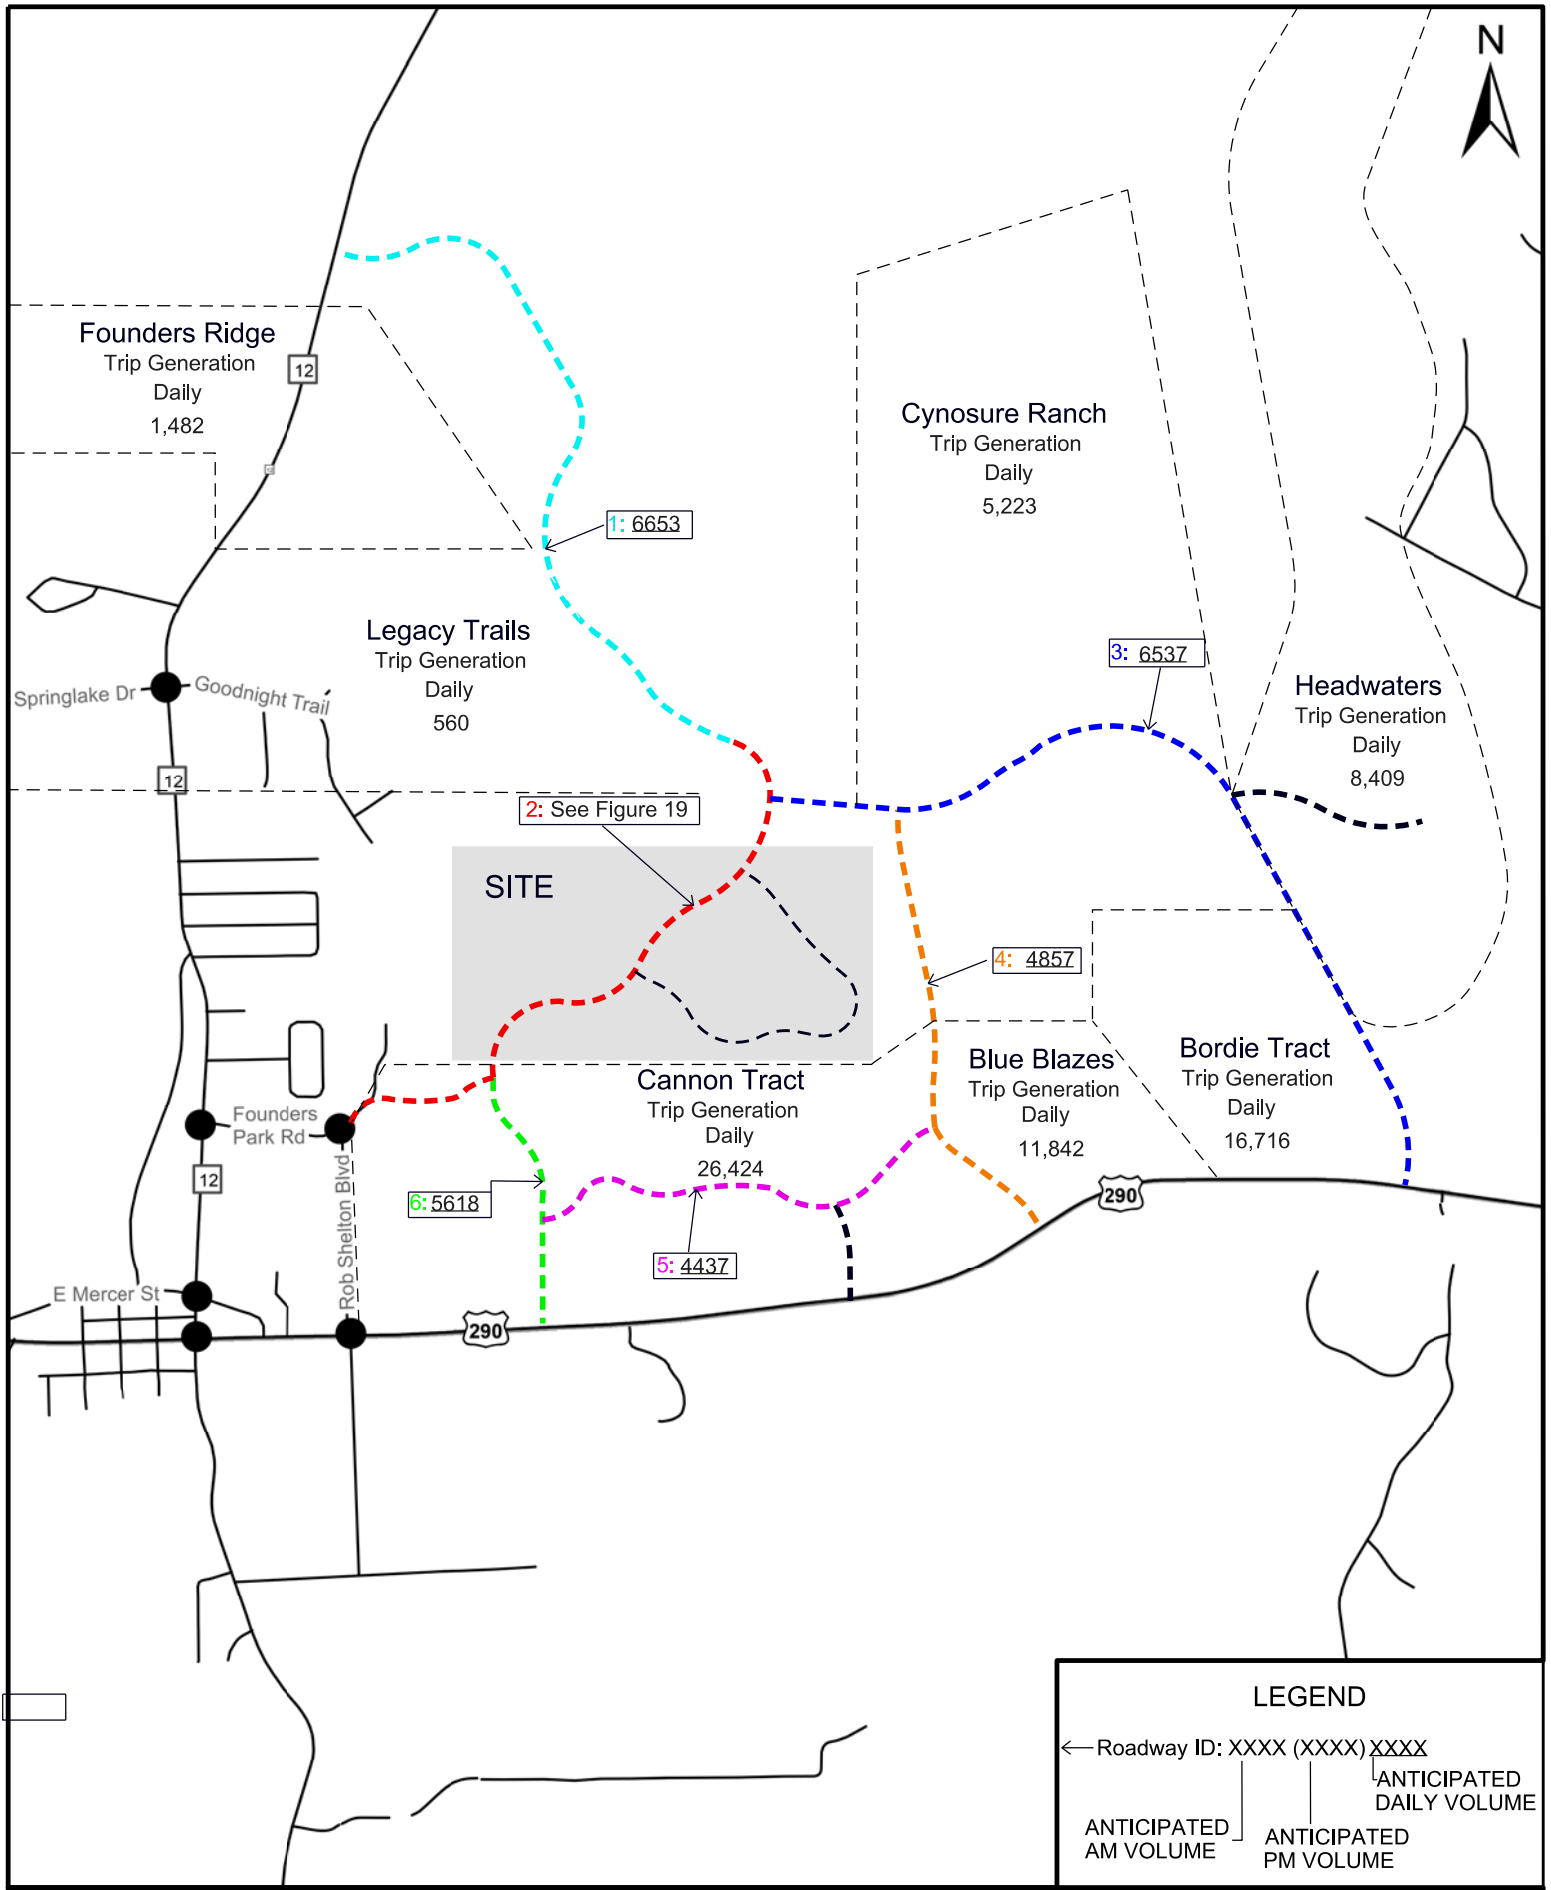 N
Founders Ridge
Trip Generation
Daily
1,482
12
Cynosure Ranch
Trip Generation
Daily
5,223
1: 6653
Legacy Trails
Trip Generation
Daily
560
3: 6537
Headwaters
Trip Generation
Daily
8,409
Springlake Dr
Goodnight Trail
12
2: See Figure 19
SITE
4: 4857
Blue Blazes
Trip Generation
Daily
11,842
Bordie Tract
Trip Generation
Daily
16,716
Cannon Tract
Trip Generation
Daily
26,424
Founders
Park Rd
12
Rob Shelton Blvd
6: 5618
290
5: 4437
E Mercer St
290
LEGEND
Roadway ID: XXXX (XXXX) XXXX
ANTICIPATED
DAILY VOLUME
ANTICIPATED
AM VOLUME
ANTICIPATED
PM VOLUME